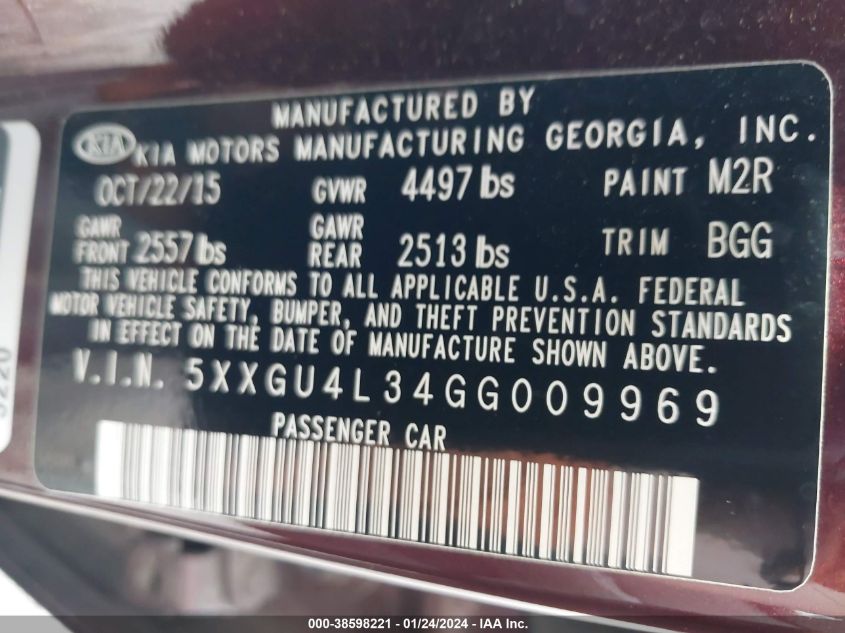 MANUFACTURED BY
KIA KIA MOTORS MANUFACTURING GEORGIA, INC.
OCT/22/15 GVWR 4497 lbs PAINT M2R
GAWR FRONT 2557 lbs GAWR REAR 2513 lbs TRIM BGG
THIS VEHICLE CONFORMS TO ALL APPLICABLE U.S.A. FEDERAL
MOTOR VEHICLE SAFETY, BUMPER, AND THEFT PREVENTION STANDARDS
IN EFFECT ON THE DATE OF MANUFACTURE SHOWN ABOVE.
V.I.N. 5XXGU4L34GG009969
PASSENGER CAR
000-38598221 - 01/24/2024 - IAA Inc.